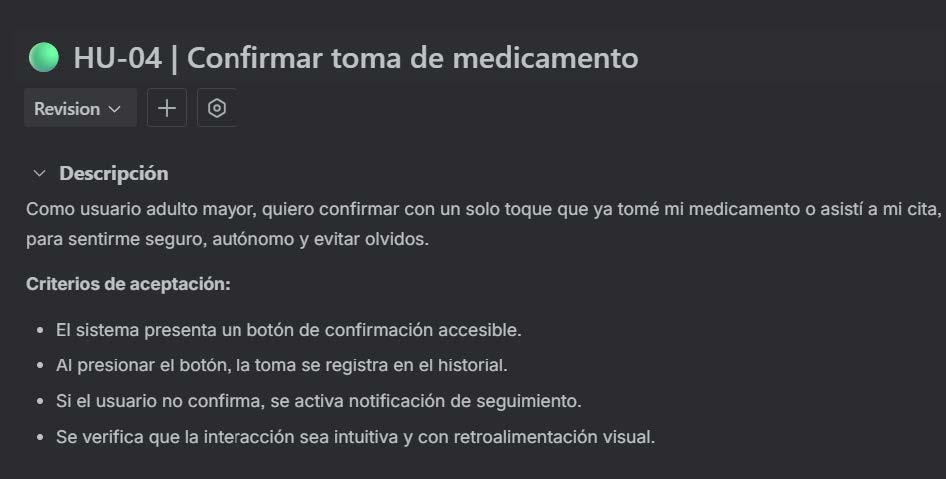 HU-04 | Confirmar toma de medicamento
Revision
Descripción
Como usuario adulto mayor, quiero confirmar con un solo toque que ya tomé mi medicamento o asistí a mi cita,
para sentirme seguro, autónomo y evitar olvidos.
Criterios de aceptación:
• El sistema presenta un botón de confirmación accesible.
• Al presionar el botón, la toma se registra en el historial.
• Si el usuario no confirma, se activa notificación de seguimiento.
• Se verifica que la interacción sea intuitiva y con retroalimentación visual.